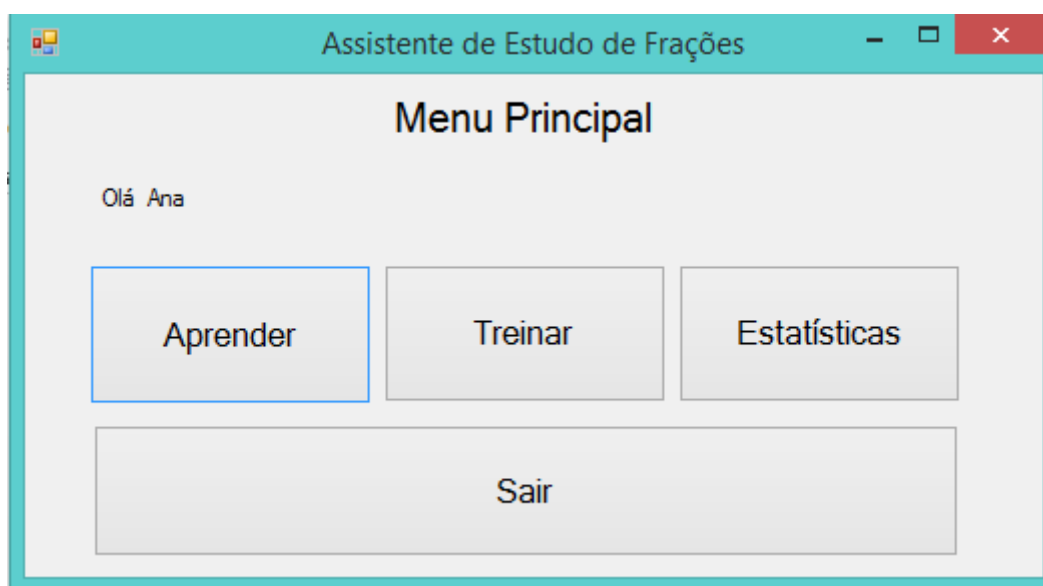 Assistente de Estudo de Frações
Menu Principal
Olá Ana
Aprender Treinar Estatísticas
Sair